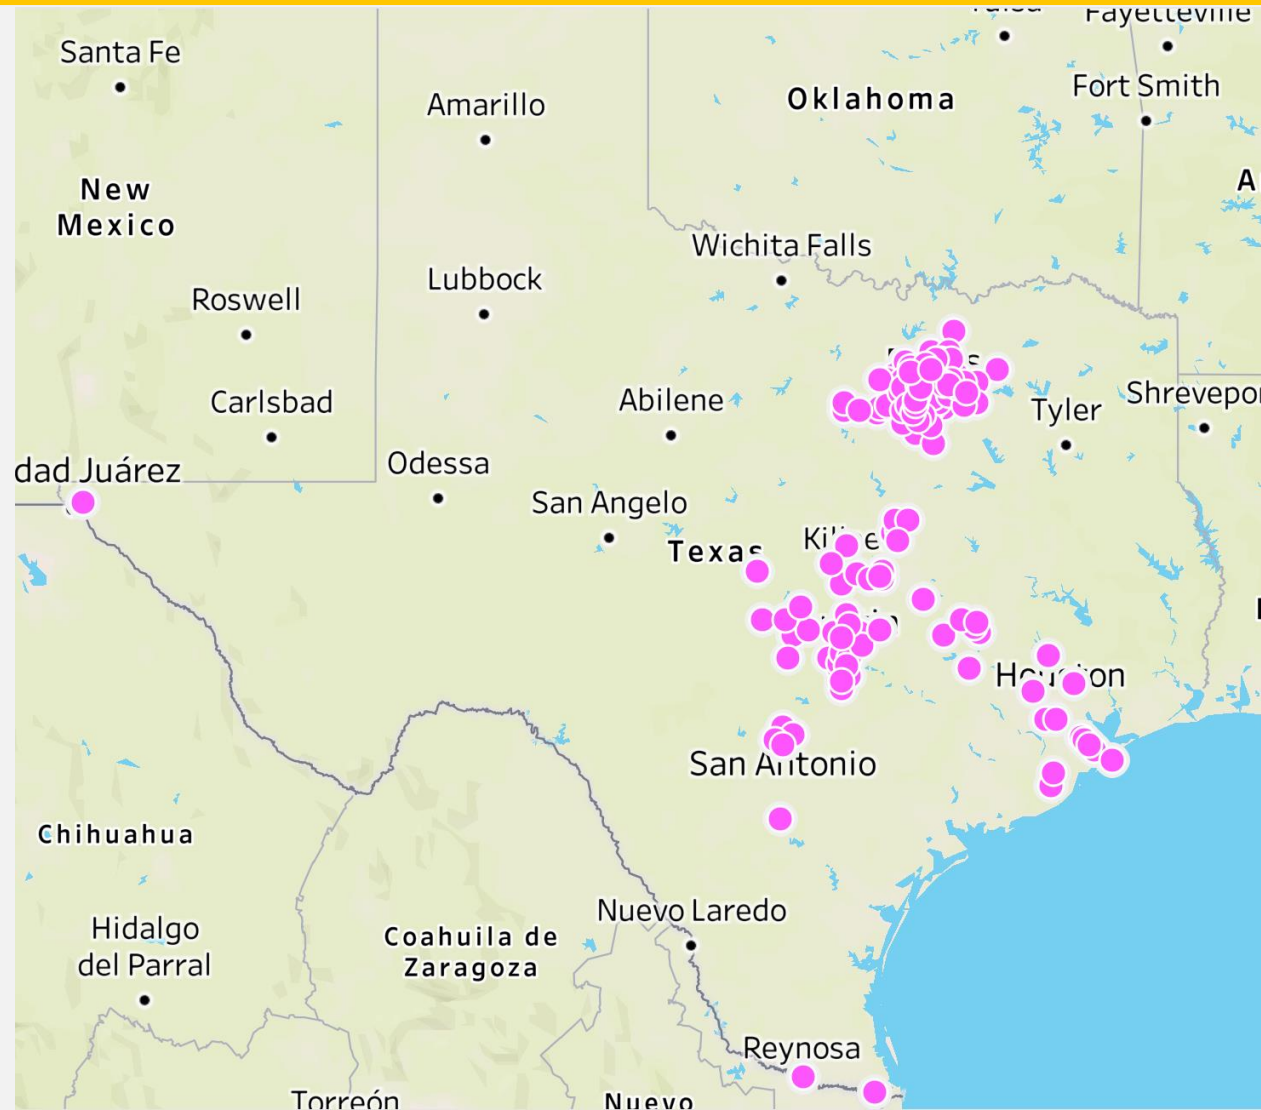 Fayetteville
Santa Fe
Fort Smith
Amarillo
Oklahoma
New
Mexico
Wichita Falls
Lubbock
Roswell
Carlsbad
Abilene
Tyler
Shrevepor
dad Juárez
Odessa
San Angelo
Texas
Houston
San Antonio
Chihuahua
Nuevo Laredo
Hidalgo
del Parral
Coahuila de
Zaragoza
Reynosa
Torreón
Nuevo